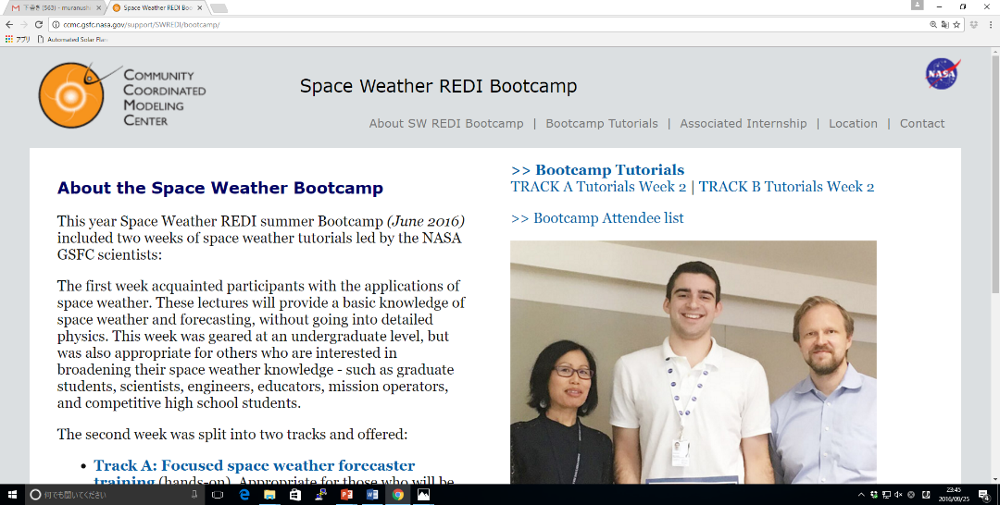 下書き (563) - muranush
Space Weather REDI Boo
ccmc.gsfc.nasa.gov/support/SWREDI/bootcamp/
アプリ
Automated Solar Flar
COMMUNITY
COORDINATED
MODELING
CENTER
Space Weather REDI Bootcamp
NASA
About SW REDI Bootcamp | Bootcamp Tutorials | Associated Internship | Location | Contact
About the Space Weather Bootcamp
This year Space Weather REDI summer Bootcamp (June 2016)
included two weeks of space weather tutorials led by the NASA
GSFC scientists:
The first week acquainted participants with the applications of
space weather. These lectures will provide a basic knowledge of
space weather and forecasting, without going into detailed
physics. This week was geared at an undergraduate level, but
was also appropriate for others who are interested in
broadening their space weather knowledge - such as graduate
students, scientists, engineers, educators, mission operators,
and competitive high school students.
The second week was split into two tracks and offered:
• Track A: Focused space weather forecaster
training (hands-on). Appropriate for those who will be
>> Bootcamp Tutorials
TRACK A Tutorials Week 2 | TRACK B Tutorials Week 2
>> Bootcamp Attendee list
何でも聞いてください
23:45
2016/09/25